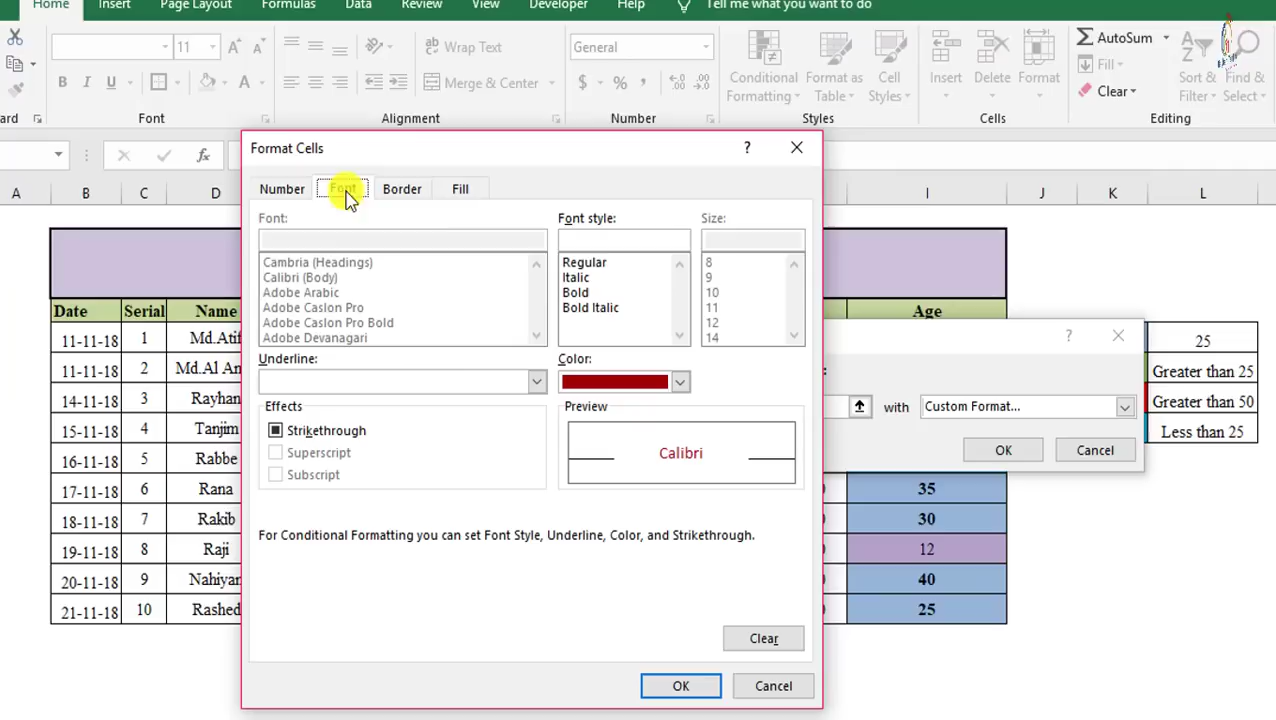 Home Insert Page Layout Formulas Data Review View Developer Help Tell me what you want to do
11 Wrap Text General AutoSum
B I U Merge & Center $ % Conditional Formatting Format as Table Cell Styles Insert Delete Format Fill Sort & Filter Find & Select
Clear
ard Font Alignment Number Styles Cells Editing
Format Cells
fx
Number Font Border Fill
A B C D I J K L
Font: Font style: Size:
Cambria (Headings) Regular 8
Calibri (Body) Italic 9
Adobe Arabic Bold 10
Adobe Caslon Pro Bold Italic 11
Adobe Caslon Pro Bold 12
Adobe Devanagari 14
Underline: Color:
Effects Preview
Strikethrough
Superscript Calibri
Subscript
For Conditional Formatting you can set Font Style, Underline, Color, and Strikethrough.
Clear
OK Cancel
with Custom Format...
OK Cancel
Date Serial Name Age
11-11-18 1 Md.Atif 25
11-11-18 2 Md.Al Am Greater than 25
14-11-18 3 Rayhan Greater than 50
15-11-18 4 Tanjim Less than 25
16-11-18 5 Rabbe
17-11-18 6 Rana 35
18-11-18 7 Rakib 30
19-11-18 8 Raji 12
20-11-18 9 Nahiyan 40
21-11-18 10 Rashed 25